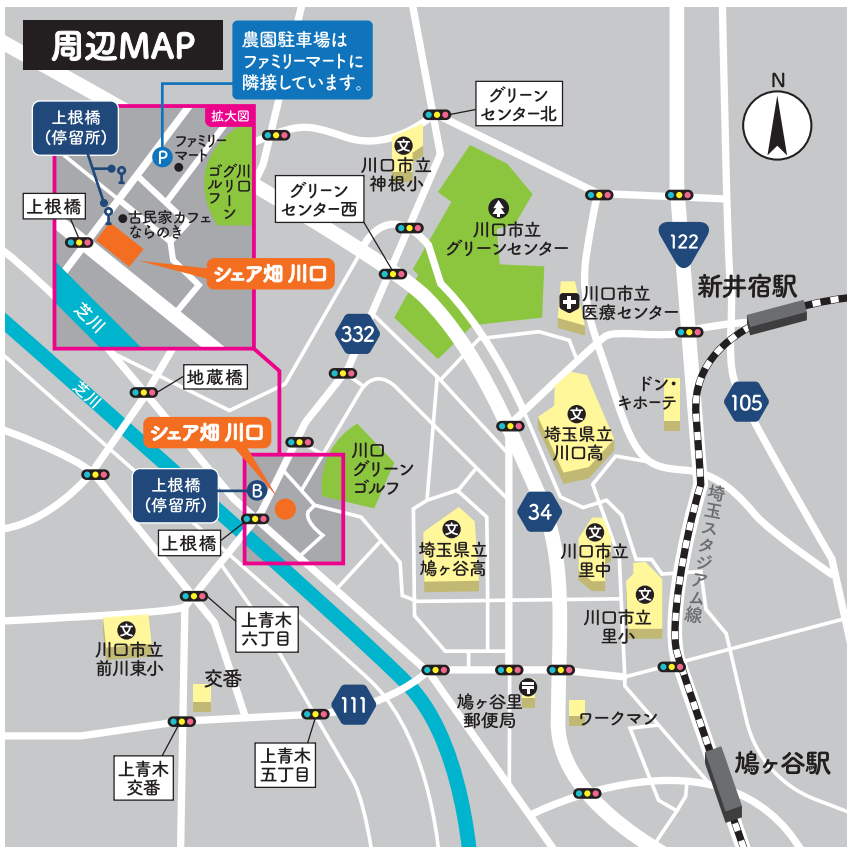 周辺MAP
農園駐車場は
ファミリーマートに
隣接しています。
N
上根橋
(停留所)
拡大図
P
ファミリー
マート
川口
グリーン
ゴルフ
上根橋
古民家カフェ
ならのき
シェア畑 川口
芝川
グリーン
センター北
文
川口市立
神根小
グリーン
センター西
川口市立
グリーンセンター
122
新井宿駅
川口市立
医療センター
332
地蔵橋
芝川
ドン・
キホーテ
105
シェア畑 川口
文
埼玉県立
川口高
川口
グリーン
ゴルフ
上根橋
(停留所)
B
上根橋
34
文
埼玉県立
鳩ヶ谷高
文
川口市立
里中
埼玉スタジアム線
文
川口市立
里小
上青木
六丁目
文
川口市立
前川東小
交番
111
鳩ヶ谷里
郵便局
〒
ワークマン
上青木
交番
上青木
五丁目
鳩ヶ谷駅